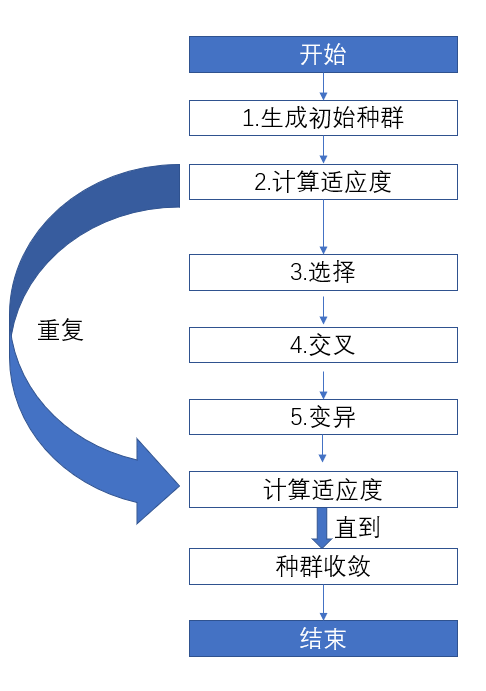 开始
1.生成初始种群
2.计算适应度
3.选择
重复
4.交叉
5.变异
计算适应度
直到
种群收敛
结束